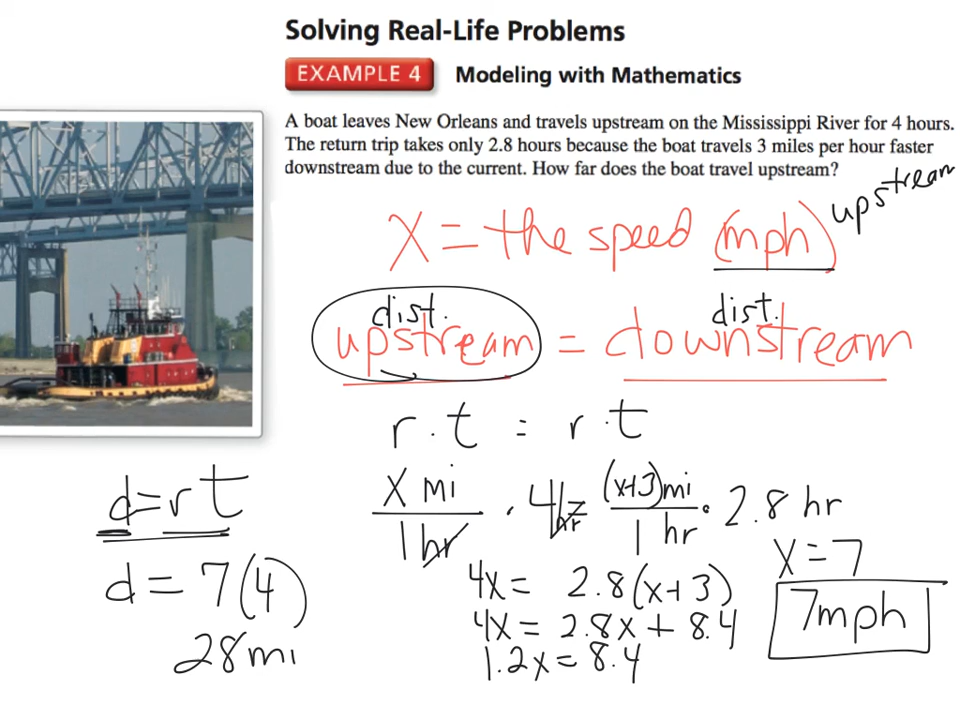 Solving Real-Life Problems
EXAMPLE 4 Modeling with Mathematics
A boat leaves New Orleans and travels upstream on the Mississippi River for 4 hours.
The return trip takes only 2.8 hours because the boat travels 3 miles per hour faster
downstream due to the current. How far does the boat travel upstream?
X = the speed (mph) upstream
dist. dist.
upstream = downstream
r · t = r · t
d = rt
X mi / 1 hr · 4 hr = (x+3) mi / 1 hr · 2.8 hr
X = 7
d = 7(4)
4x = 2.8(x+3)
7mph
4x = 2.8x + 8.4
28 mi
1.2x = 8.4